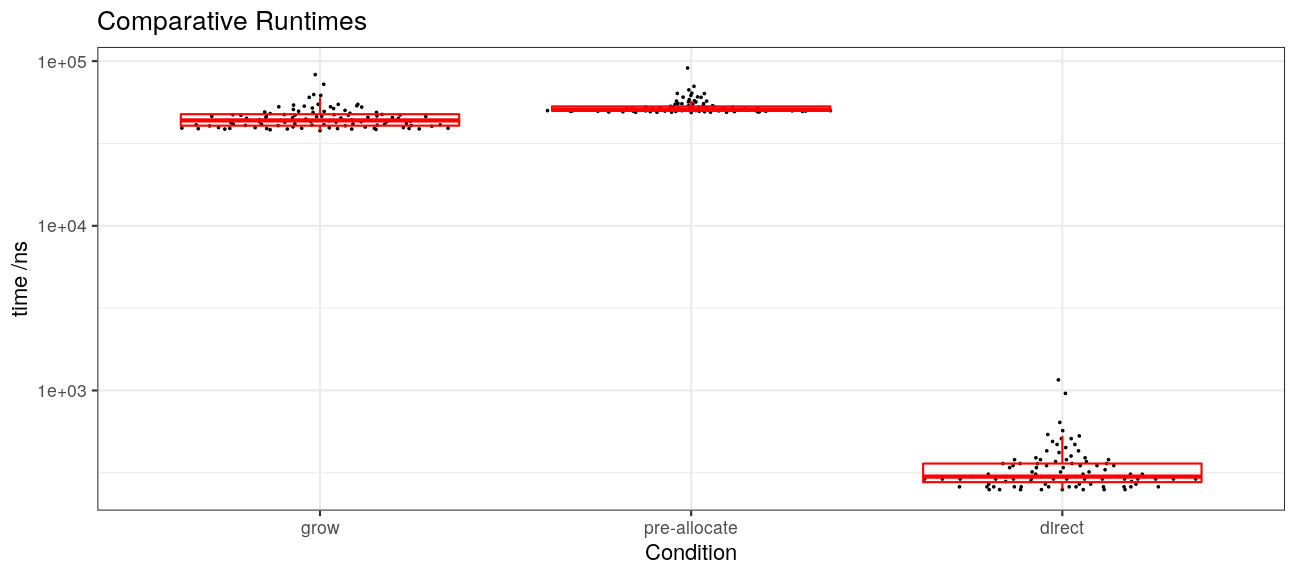 Comparative Runtimes
1e+05
1e+04
1e+03
time /ns
grow
pre-allocate
direct
Condition